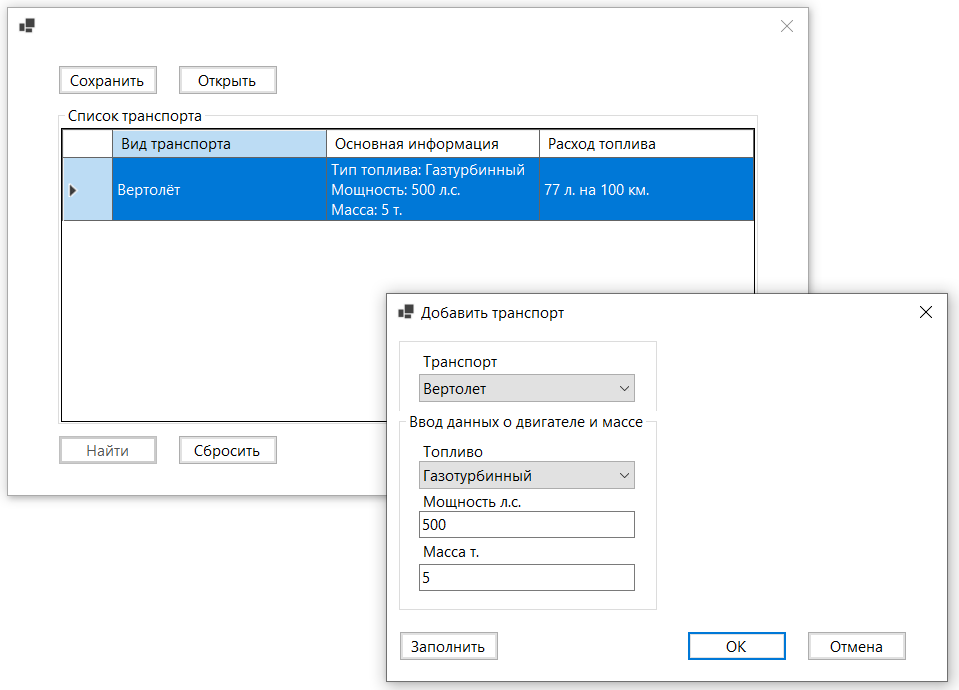 Сохранить
Открыть
Список транспорта
Вид транспорта
Основная информация
Расход топлива
Вертолёт
Тип топлива: Газтурбинный
Мощность: 500 л.с.
Масса: 5 т.
77 л. на 100 км.
Найти
Сбросить
Добавить транспорт
Транспорт
Вертолет
Ввод данных о двигателе и массе
Топливо
Газотурбинный
Мощность л.с.
500
Масса т.
5
Заполнить
ОК
Отмена